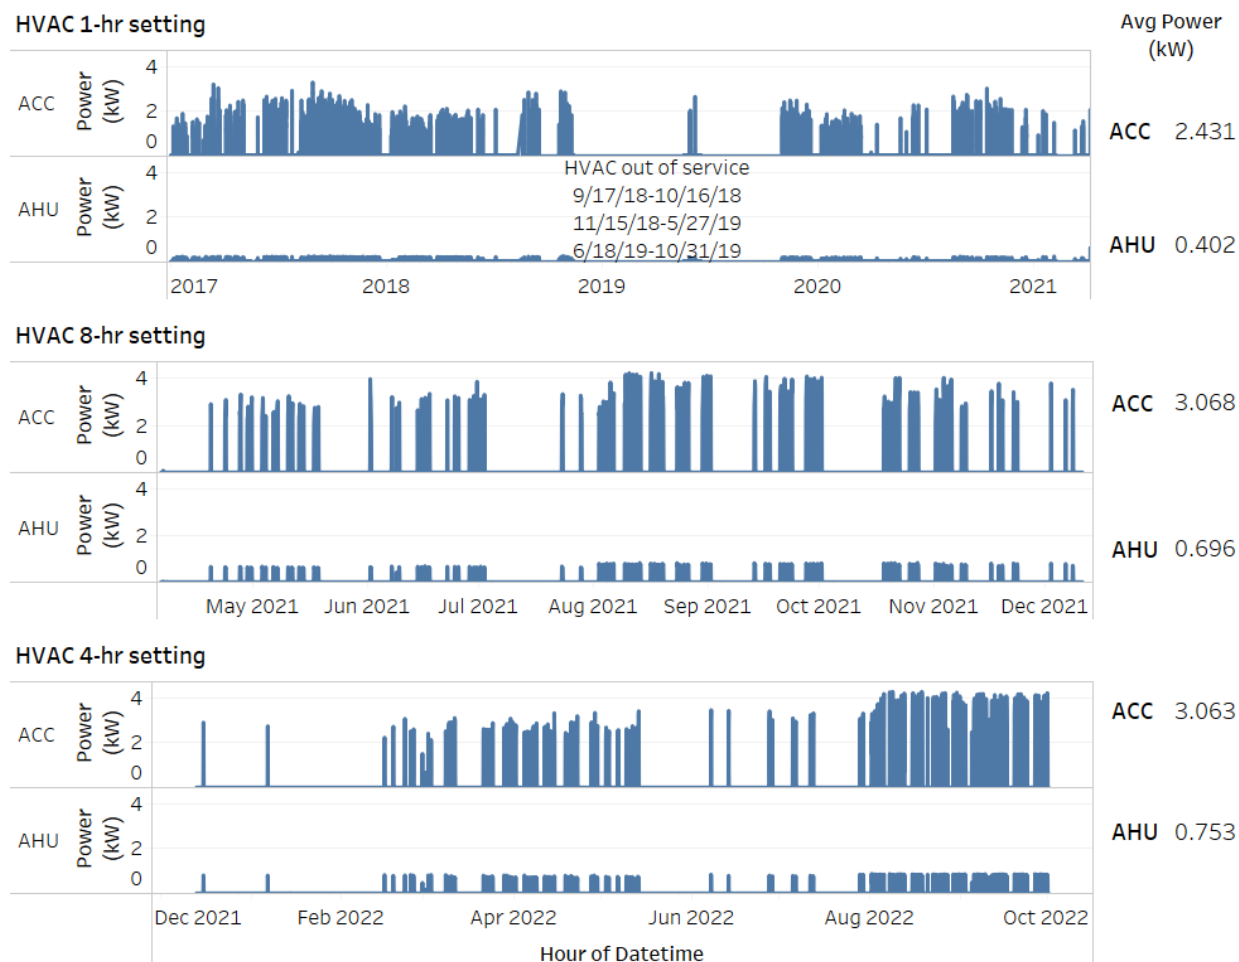 HVAC 1-hr setting
Avg Power
(kW)
ACC
Power
(kW)
4
2
0
ACC 2.431
AHU
Power
(kW)
4
2
0
HVAC out of service
9/17/18-10/16/18
11/15/18-5/27/19
6/18/19-10/31/19
AHU 0.402
2017 2018 2019 2020 2021
HVAC 8-hr setting
ACC
Power
(kW)
4
2
0
ACC 3.068
AHU
Power
(kW)
4
2
0
AHU 0.696
May 2021 Jun 2021 Jul 2021 Aug 2021 Sep 2021 Oct 2021 Nov 2021 Dec 2021
HVAC 4-hr setting
ACC
Power
(kW)
4
2
0
ACC 3.063
AHU
Power
(kW)
4
2
0
AHU 0.753
Dec 2021 Feb 2022 Apr 2022 Jun 2022 Aug 2022 Oct 2022
Hour of Datetime